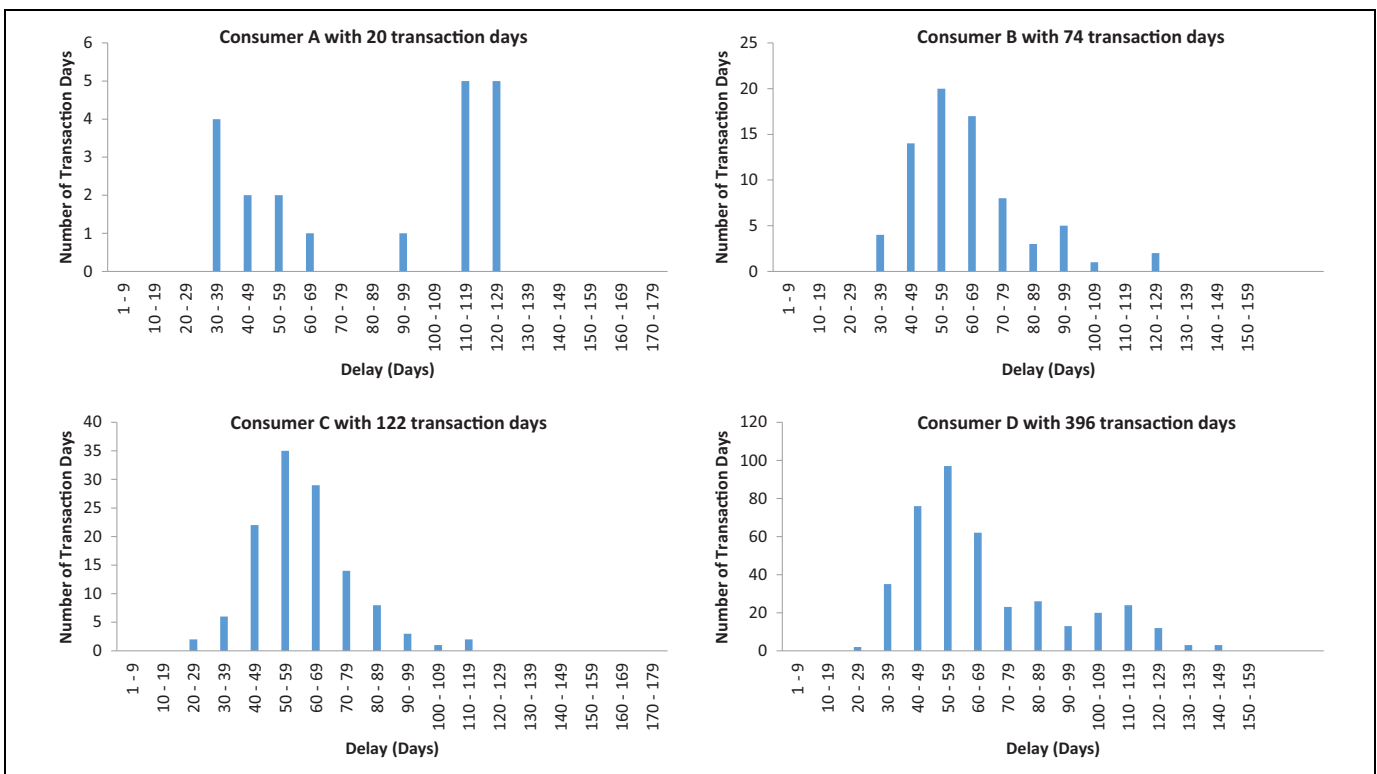 Consumer A with 20 transaction days
Number of Transaction Days
6
5
4
3
2
1
0
1 - 9
10 - 19
20 - 29
30 - 39
40 - 49
50 - 59
60 - 69
70 - 79
80 - 89
90 - 99
100 - 109
110 - 119
120 - 129
130 - 139
140 - 149
150 - 159
160 - 169
170 - 179
Delay (Days)
Consumer B with 74 transaction days
Number of Transaction Days
25
20
15
10
5
0
1 - 9
10 - 19
20 - 29
30 - 39
40 - 49
50 - 59
60 - 69
70 - 79
80 - 89
90 - 99
100 - 109
110 - 119
120 - 129
130 - 139
140 - 149
150 - 159
Delay (Days)
Consumer C with 122 transaction days
Number of Transaction Days
40
35
30
25
20
15
10
5
0
1 - 9
10 - 19
20 - 29
30 - 39
40 - 49
50 - 59
60 - 69
70 - 79
80 - 89
90 - 99
100 - 109
110 - 119
120 - 129
130 - 139
140 - 149
150 - 159
160 - 169
170 - 179
Delay (Days)
Consumer D with 396 transaction days
Number of Transaction Days
120
100
80
60
40
20
0
1 - 9
10 - 19
20 - 29
30 - 39
40 - 49
50 - 59
60 - 69
70 - 79
80 - 89
90 - 99
100 - 109
110 - 119
120 - 129
130 - 139
140 - 149
150 - 159
Delay (Days)